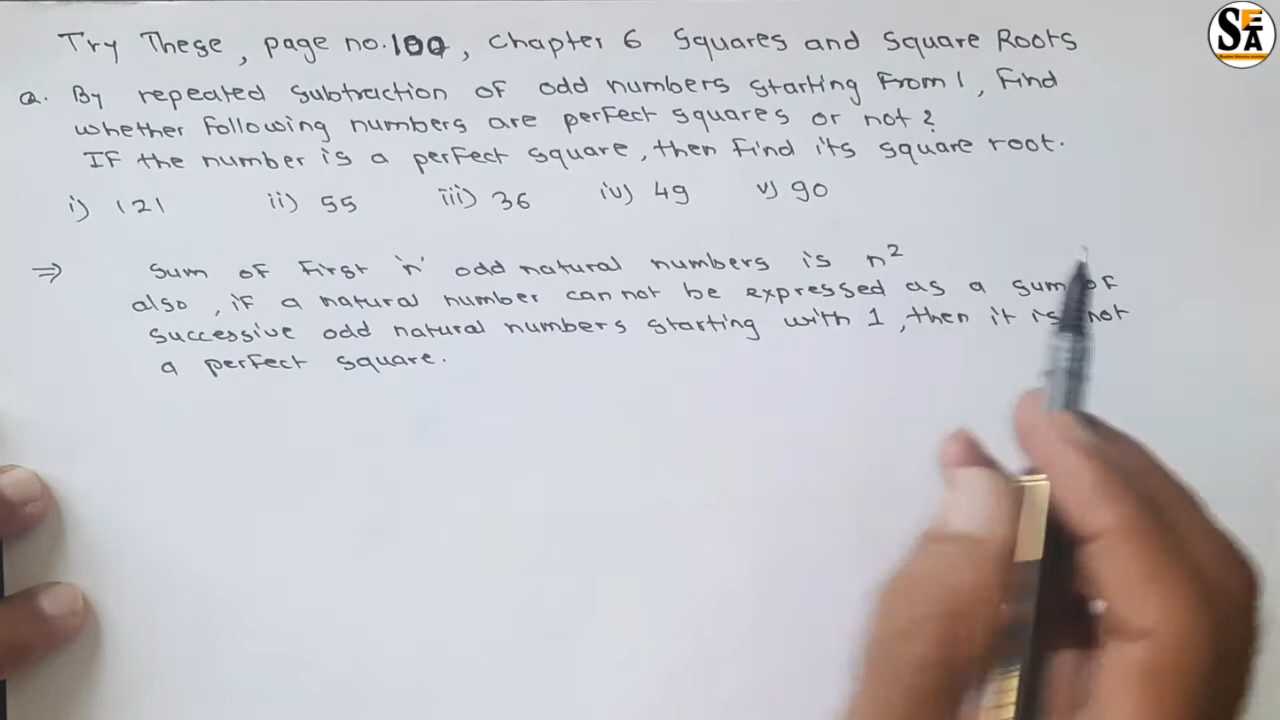 Try These, page no.100, Chapter 6 Squares and Square Roots
Q. By repeated subtraction of odd numbers starting from 1, find
whether following numbers are perfect squares or not?
If the number is a perfect square, then find its square root.
i) 121 ii) 55 iii) 36 iv) 49 v) 90
⇒ Sum of first 'n' odd natural numbers is n²
also, if a natural number cannot be expressed as a sum of
successive odd natural numbers starting with 1, then it is not
a perfect square.
SEA